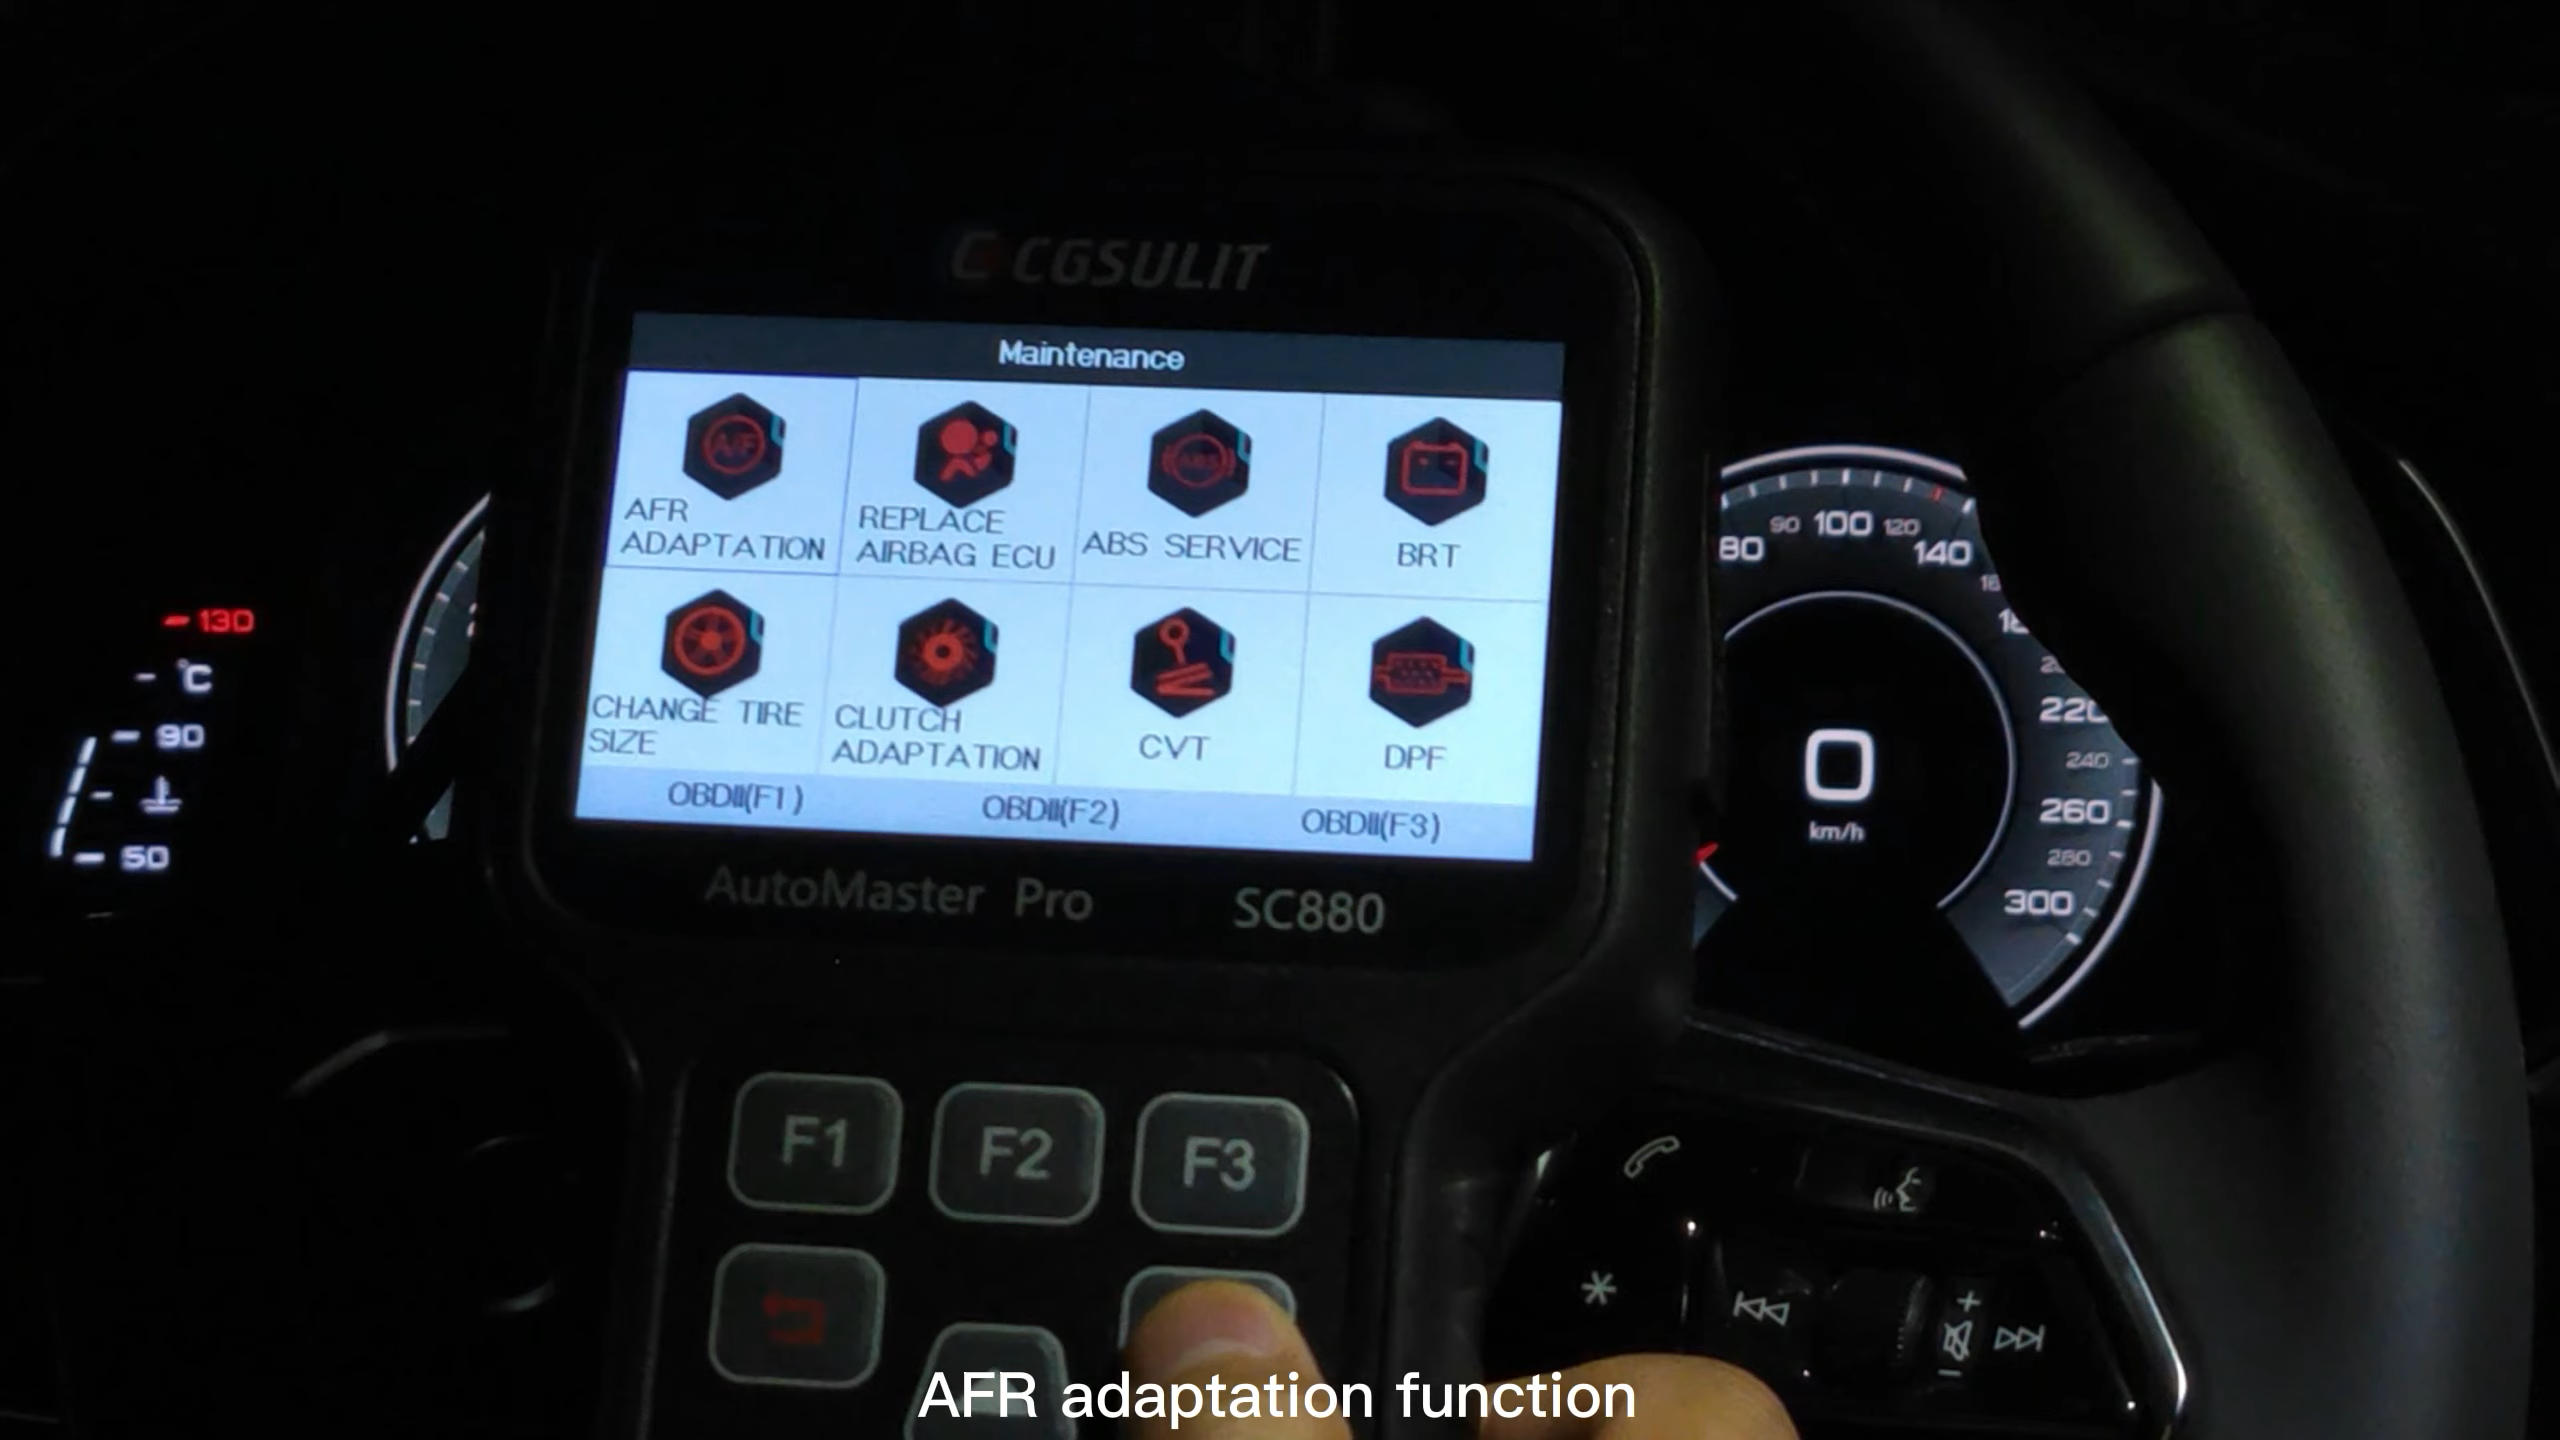 CGSULIT
Maintenance
A/F
ABS
AFR
ADAPTATION
REPLACE
AIRBAG ECU
ABS SERVICE
BRT
CHANGE TIRE
SIZE
CLUTCH
ADAPTATION
CVT
DPF
OBDII(F1)
OBDII(F2)
OBDII(F3)
AutoMaster Pro
SC880
130
°C
90
50
80
90
100
120
140
220
240
260
280
300
0
km/h
F1
F2
F3
AFR adaptation function